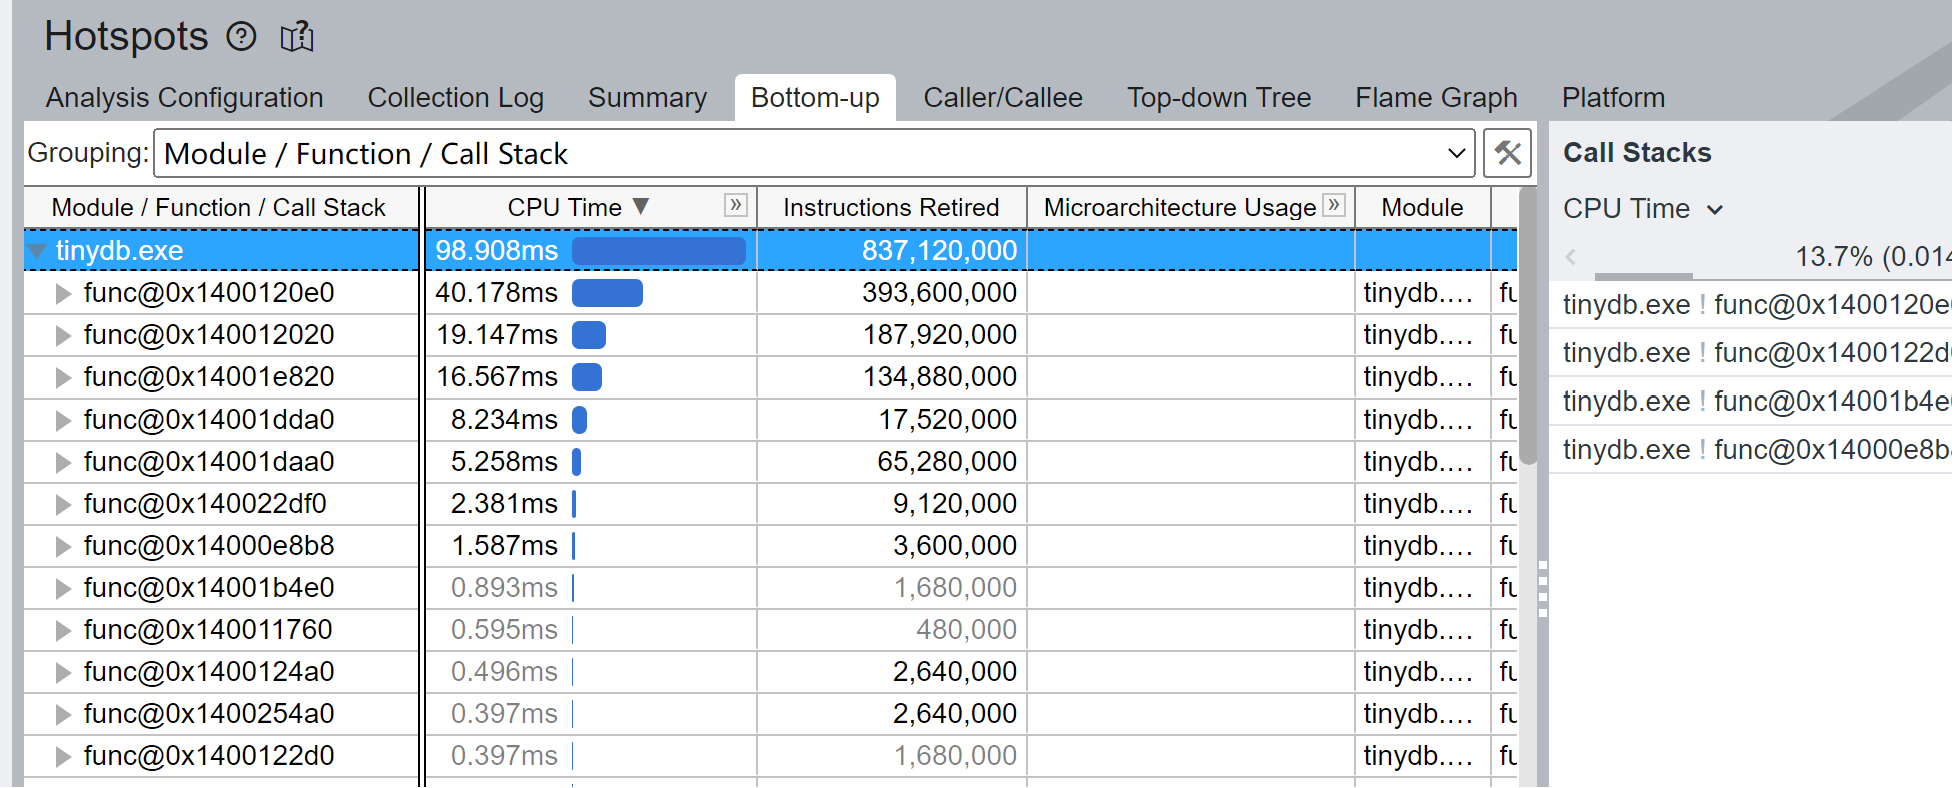 Hotspots
Analysis Configuration Collection Log Summary Bottom-up Caller/Callee Top-down Tree Flame Graph Platform
Grouping: Module / Function / Call Stack
Module / Function / Call Stack CPU Time Instructions Retired Microarchitecture Usage Module
tinydb.exe 98.908ms 837,120,000
func@0x1400120e0 40.178ms 393,600,000 tinydb.... fu
func@0x140012020 19.147ms 187,920,000 tinydb.... fu
func@0x14001e820 16.567ms 134,880,000 tinydb.... fu
func@0x14001dda0 8.234ms 17,520,000 tinydb.... fu
func@0x14001daa0 5.258ms 65,280,000 tinydb.... fu
func@0x140022df0 2.381ms 9,120,000 tinydb.... fu
func@0x14000e8b8 1.587ms 3,600,000 tinydb.... fu
func@0x14001b4e0 0.893ms 1,680,000 tinydb.... fu
func@0x140011760 0.595ms 480,000 tinydb.... fu
func@0x1400124a0 0.496ms 2,640,000 tinydb.... fu
func@0x1400254a0 0.397ms 2,640,000 tinydb.... fu
func@0x1400122d0 0.397ms 1,680,000 tinydb.... fu
Call Stacks
CPU Time
13.7% (0.014
tinydb.exe ! func@0x1400120e
tinydb.exe ! func@0x1400122d
tinydb.exe ! func@0x14001b4e
tinydb.exe ! func@0x14000e8b